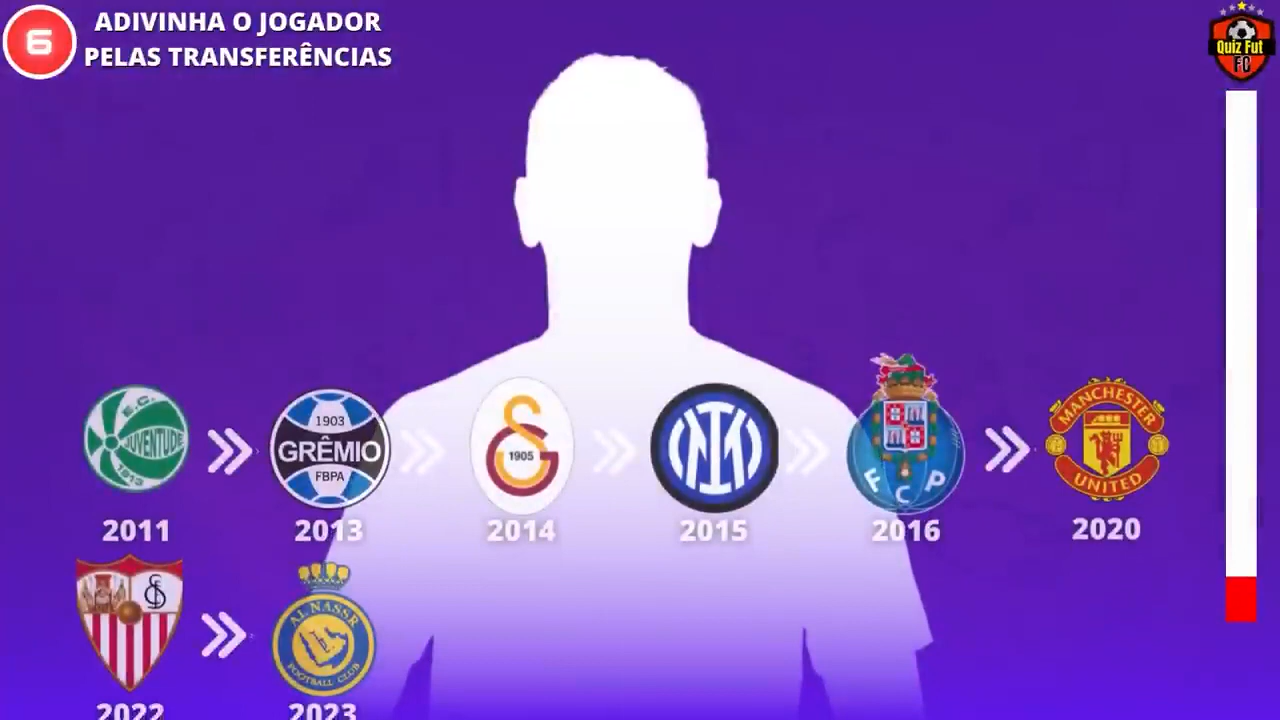 6
ADIVINHA O JOGADOR
PELAS TRANSFERÊNCIAS
Quiz Fut
FC
E.C.
JUVENTUDE
1913
1903
GRÊMIO
FBPA
1905
F C P
MANCHESTER
UNITED
2011
2013
2014
2015
2016
2020
AL NASSR
FOOTBALL CLUB
2022
2023